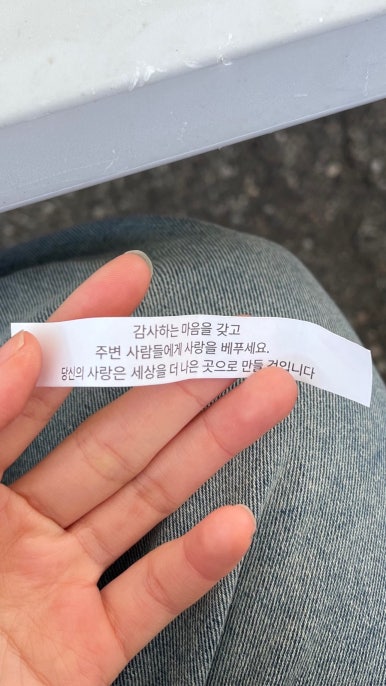 감사하는 마음을 갖고
주변 사람들에게 사랑을 베푸세요.
당신의 사랑은 세상을 더 나은 곳으로 만들 것입니다